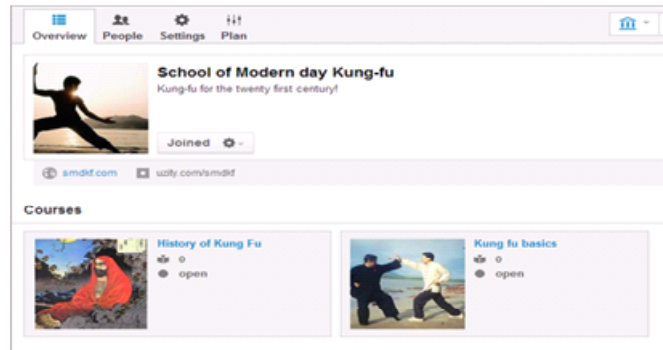 Overview People Settings Plan
School of Modern day Kung-fu
Kung-fu for the twenty first century!
Joined
smdkf.com uzity.com/smdkf
Courses
History of Kung Fu
0
open
Kung fu basics
0
open